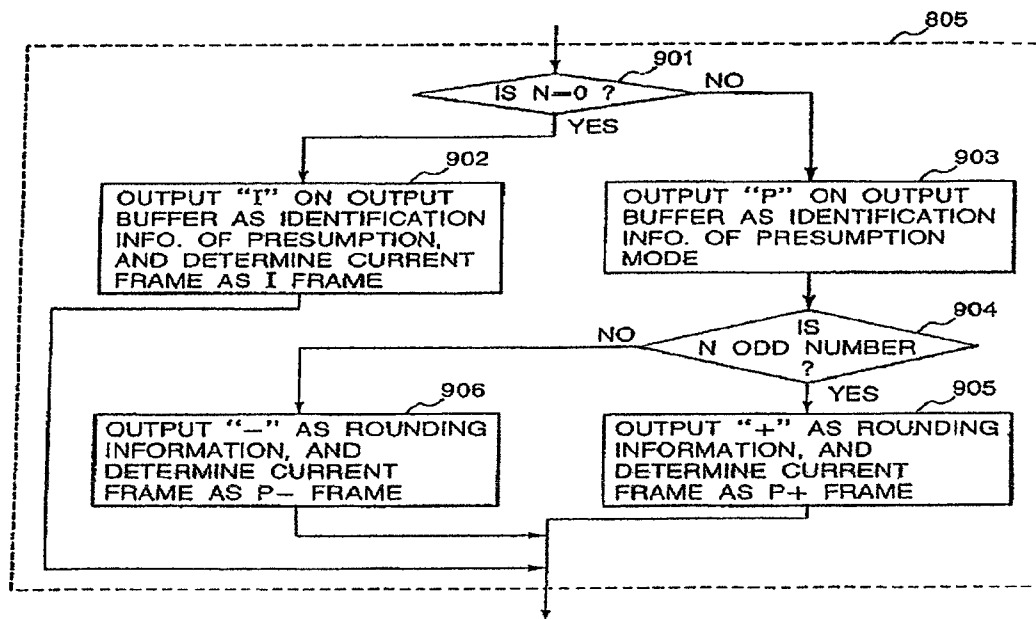 805
901
IS N=0 ?
NO
YES
902
OUTPUT "I" ON OUTPUT
BUFFER AS IDENTIFICATION
INFO. OF PRESUMPTION,
AND DETERMINE CURRENT
FRAME AS I FRAME
903
OUTPUT "P" ON OUTPUT
BUFFER AS IDENTIFICATION
INFO. OF PRESUMPTION
MODE
904
IS
N ODD NUMBER
?
NO
YES
906
OUTPUT "−" AS ROUNDING
INFORMATION, AND
DETERMINE CURRENT
FRAME AS P− FRAME
905
OUTPUT "+" AS ROUNDING
INFORMATION, AND
DETERMINE CURRENT
FRAME AS P+ FRAME